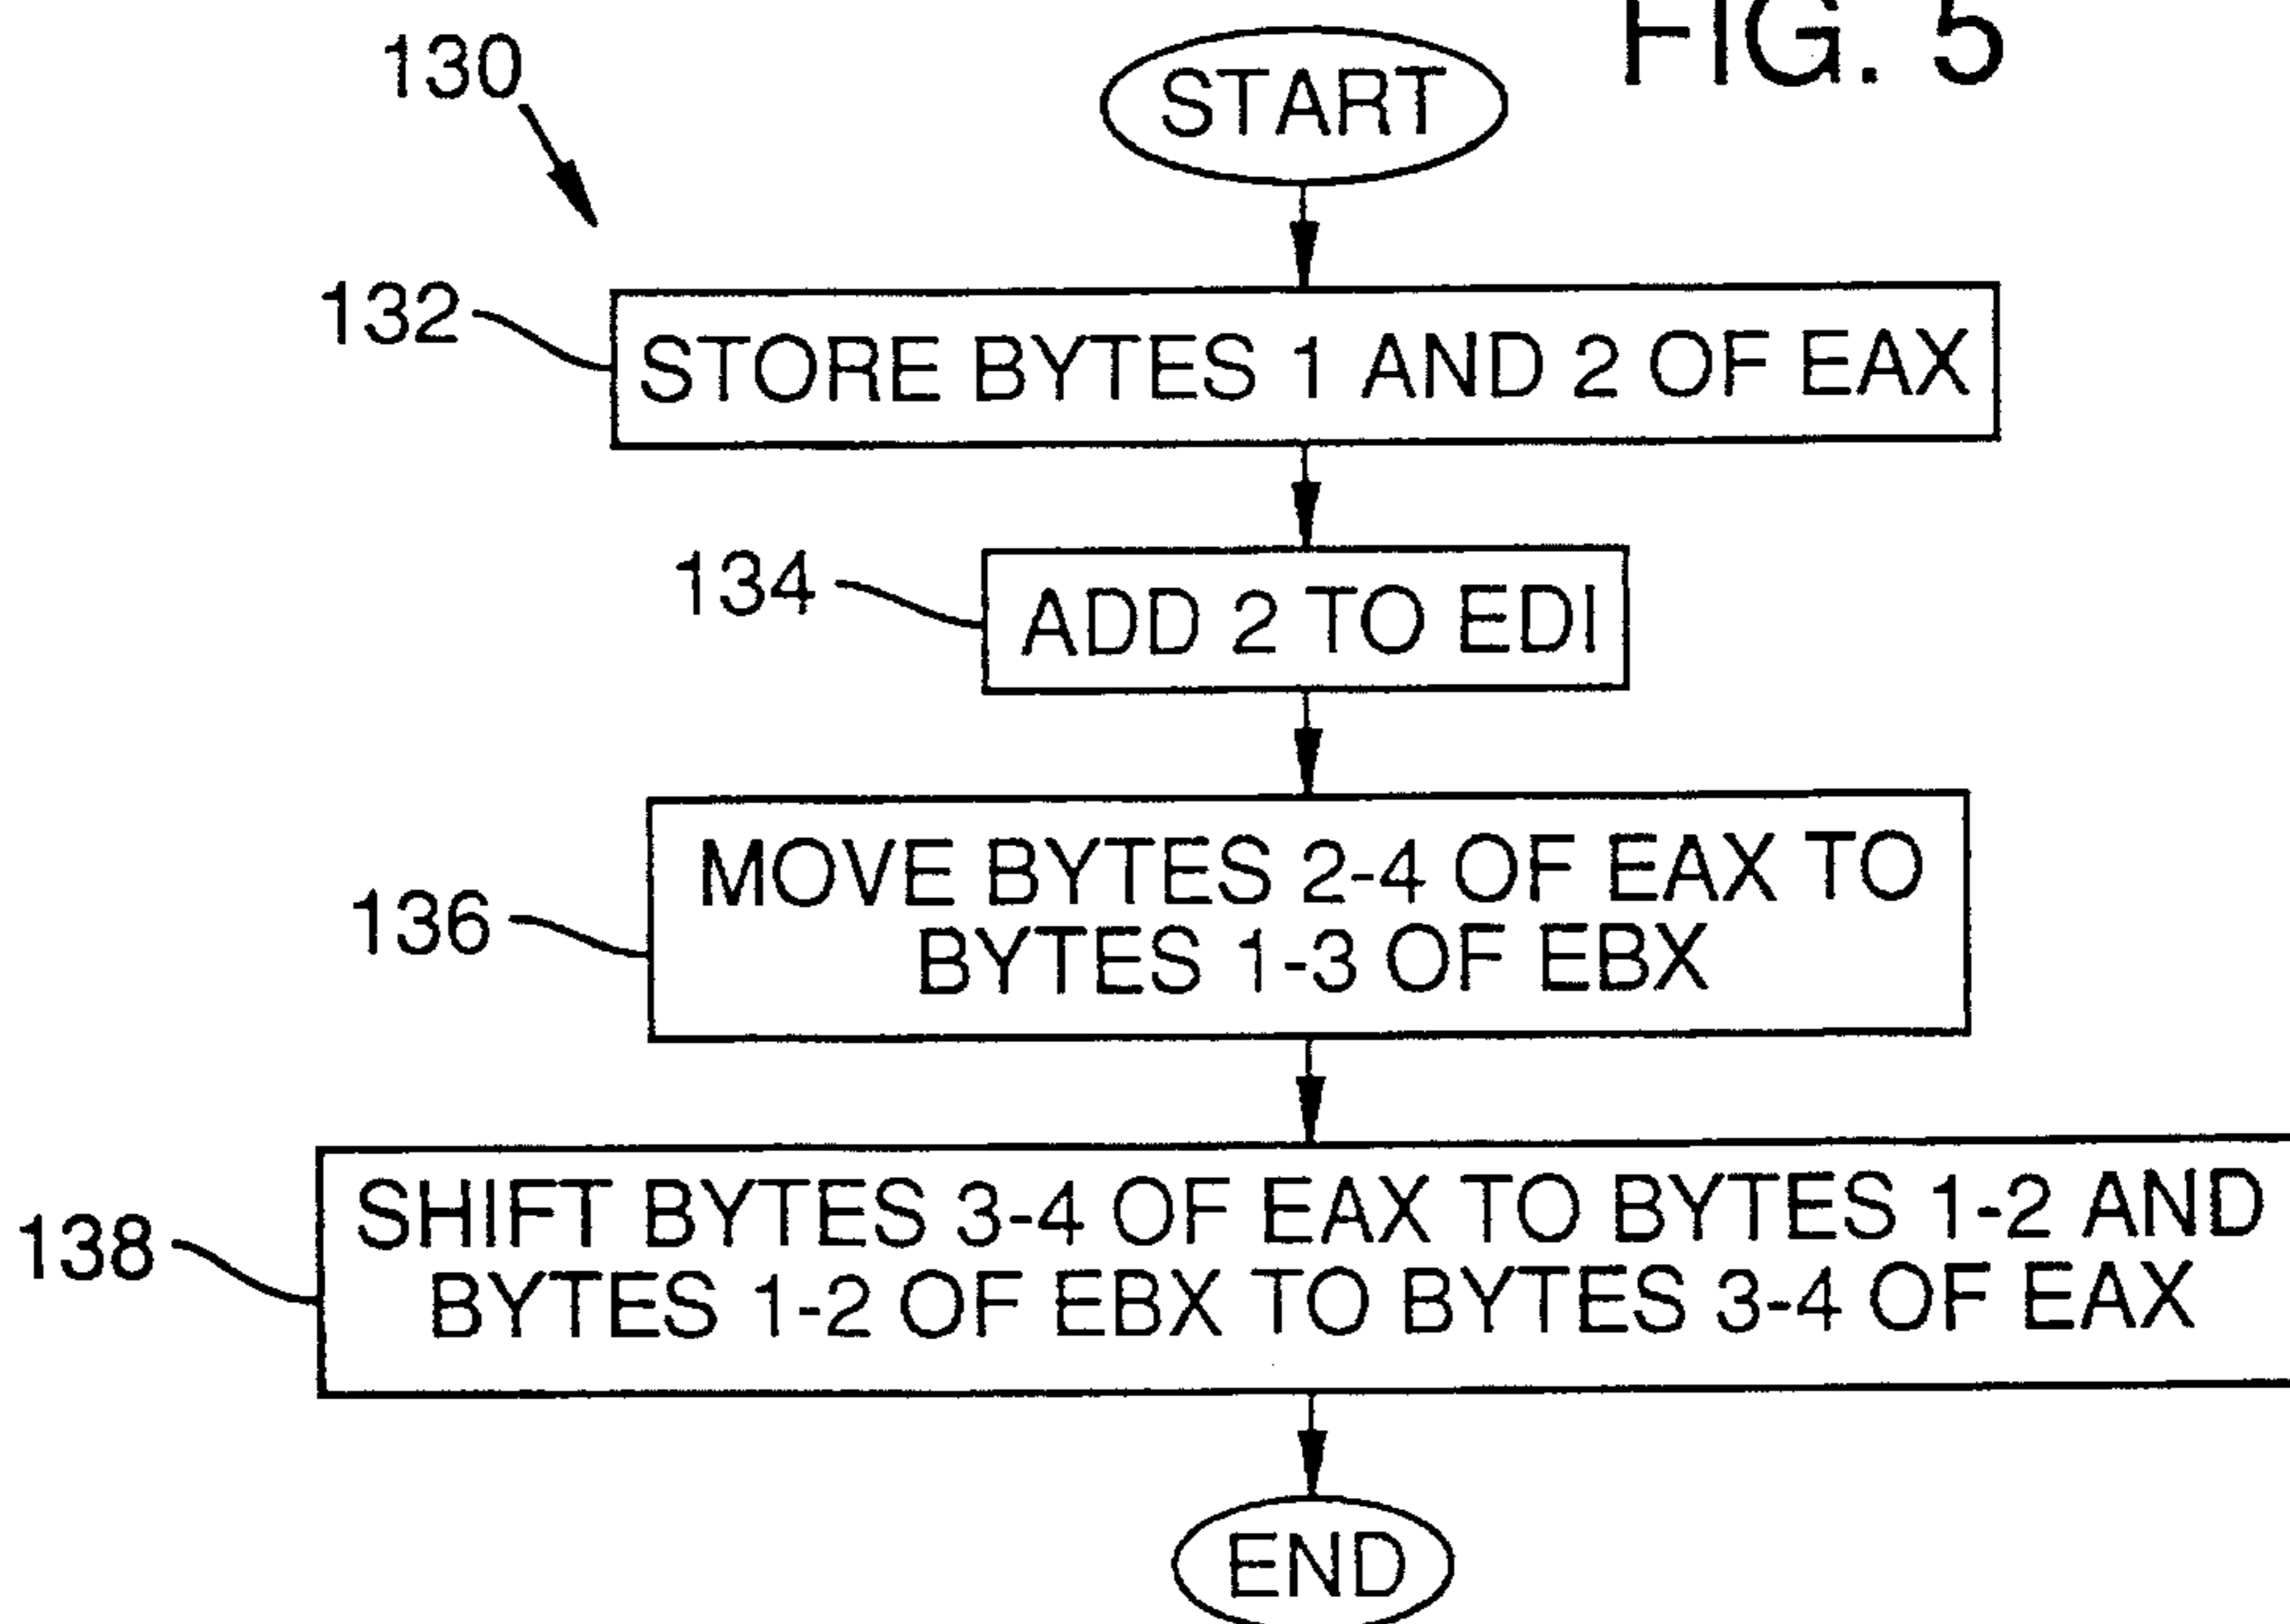 FIG. 5
130
START
132
STORE BYTES 1 AND 2 OF EAX
134
ADD 2 TO EDI
136
MOVE BYTES 2-4 OF EAX TO
BYTES 1-3 OF EBX
138
SHIFT BYTES 3-4 OF EAX TO BYTES 1-2 AND
BYTES 1-2 OF EBX TO BYTES 3-4 OF EAX
END